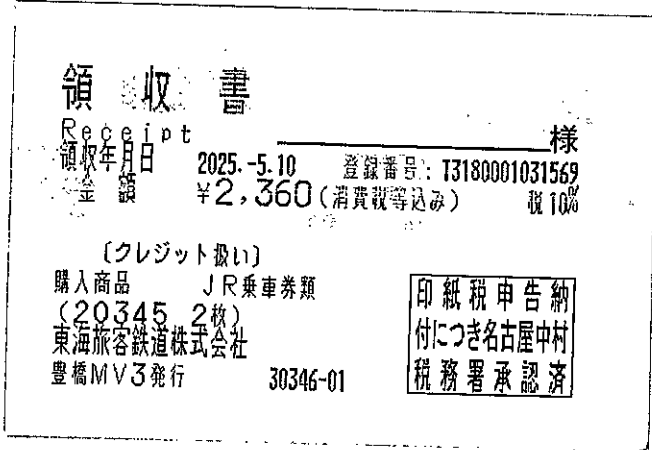 領収書
Receipt
様
領収年月日 2025.-5.10 登録番号: T3180001031569
金額 ¥2,360(消費税等込み) 税10%
(クレジット扱い)
購入商品 JR乗車券類
(20345 2枚)
東海旅客鉄道株式会社
豊橋MV3発行 30346-01
印紙税申告納
付につき名古屋中村
税務署承認済